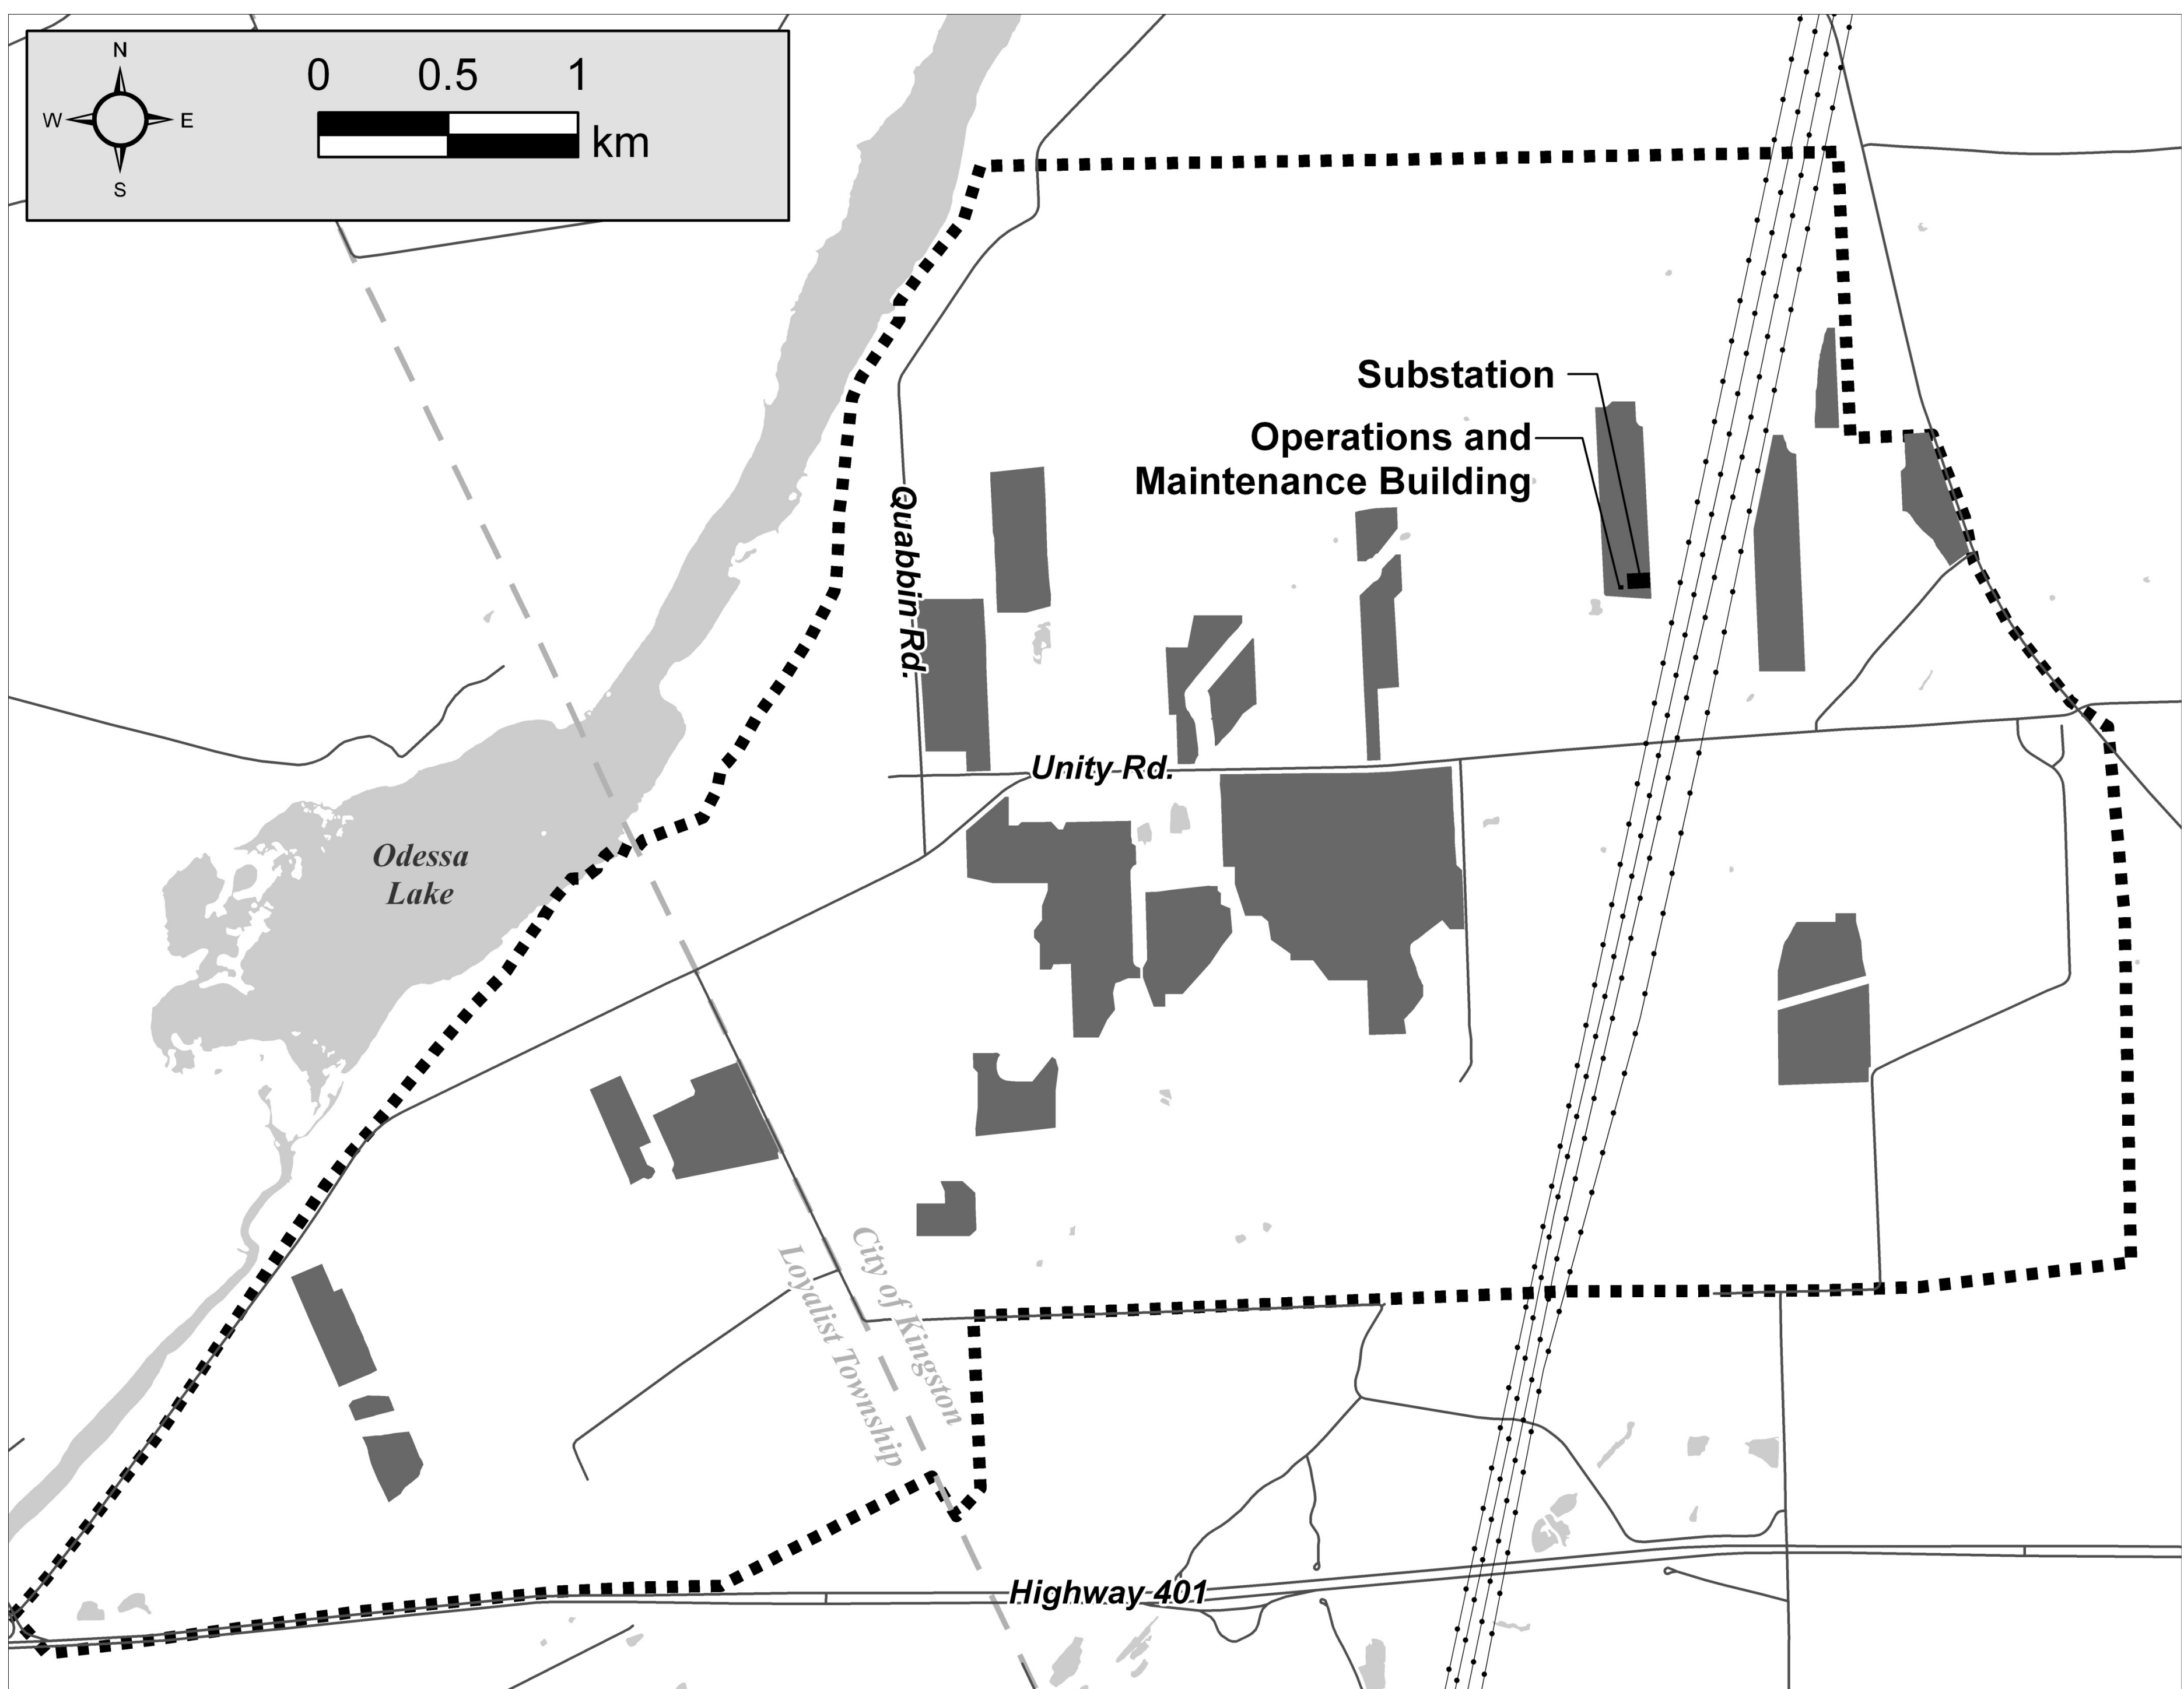 N
W
E
S
0 0.5 1
km
Substation
Operations and
Maintenance Building
Quabbin Rd.
Unity Rd.
Odessa
Lake
City of Kingston
Loyalist Township
Highway 401